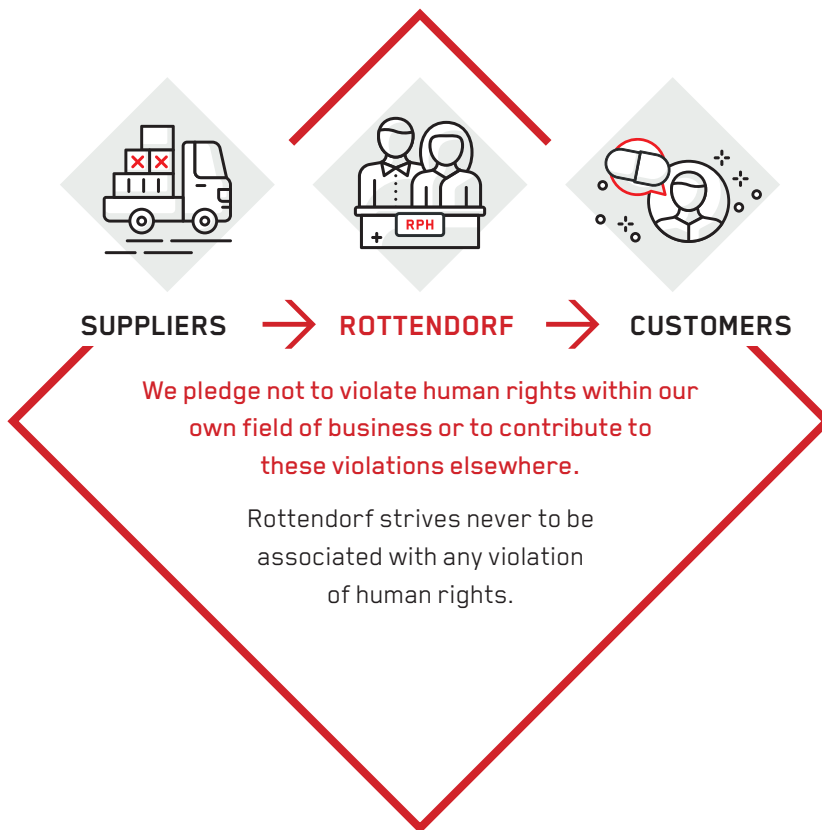 RPH
SUPPLIERS
ROTTENDORF
CUSTOMERS
We pledge not to violate human rights within our
own field of business or to contribute to
these violations elsewhere.
Rottendorf strives never to be
associated with any violation
of human rights.